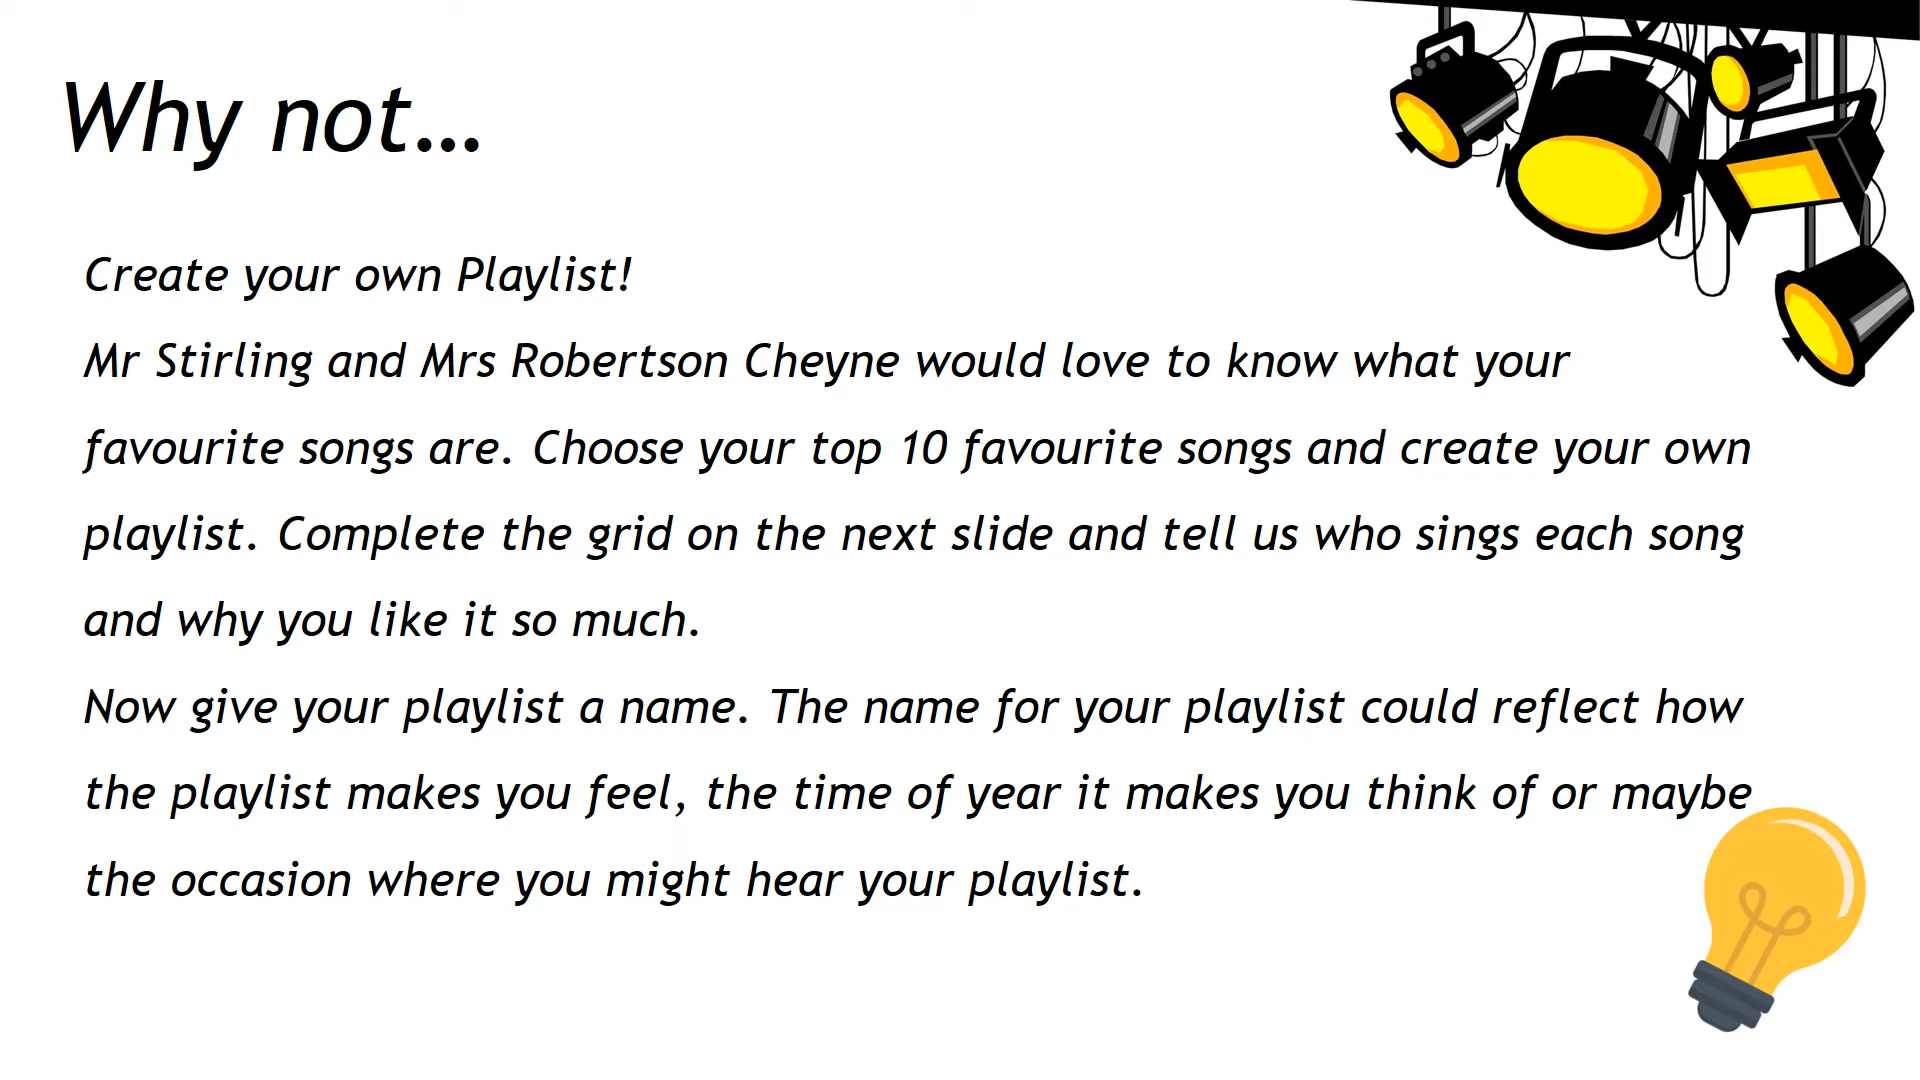 Why not...
Create your own Playlist!
Mr Stirling and Mrs Robertson Cheyne would love to know what your
favourite songs are. Choose your top 10 favourite songs and create your own
playlist. Complete the grid on the next slide and tell us who sings each song
and why you like it so much.
Now give your playlist a name. The name for your playlist could reflect how
the playlist makes you feel, the time of year it makes you think of or maybe
the occasion where you might hear your playlist.